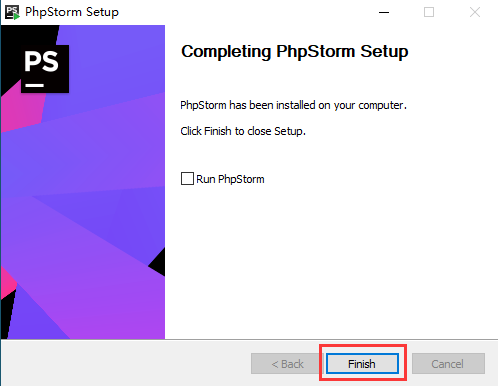 PS PhpStorm Setup
PS
Completing PhpStorm Setup
PhpStorm has been installed on your computer.
Click Finish to close Setup.
Run PhpStorm
< Back Finish Cancel